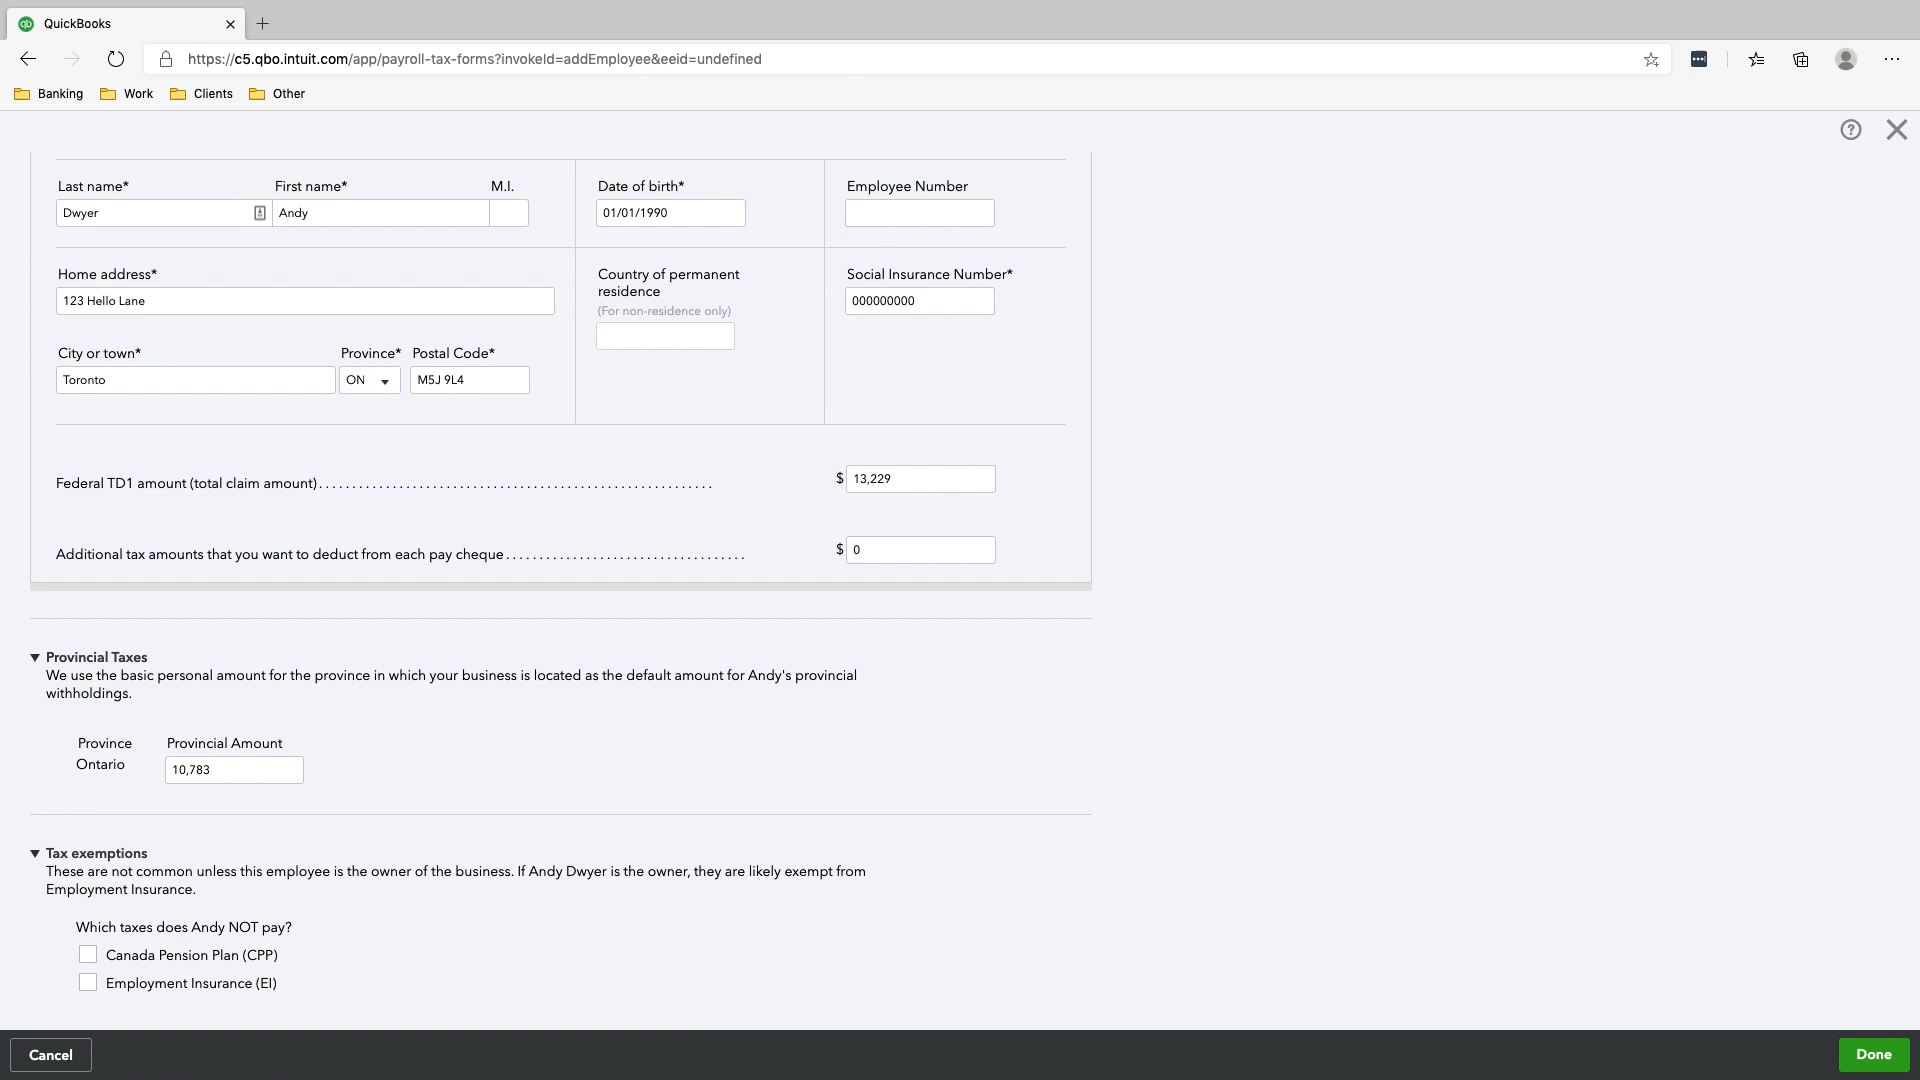 QuickBooks
https://c5.qbo.intuit.com/app/payroll-tax-forms?invokeId=addEmployee&eeid=undefined
Banking Work Clients Other
Last name* First name* M.I. Date of birth* Employee Number
Dwyer Andy 01/01/1990
Home address* Country of permanent residence Social Insurance Number*
123 Hello Lane (For non-residence only) 000000000
City or town* Province* Postal Code*
Toronto ON M5J 9L4
Federal TD1 amount (total claim amount)........................................................... $ 13,229
Additional tax amounts that you want to deduct from each pay cheque.................................... $ 0
Provincial Taxes
We use the basic personal amount for the province in which your business is located as the default amount for Andy's provincial
withholdings.
Province Provincial Amount
Ontario 10,783
Tax exemptions
These are not common unless this employee is the owner of the business. If Andy Dwyer is the owner, they are likely exempt from
Employment Insurance.
Which taxes does Andy NOT pay?
Canada Pension Plan (CPP)
Employment Insurance (EI)
Cancel Done